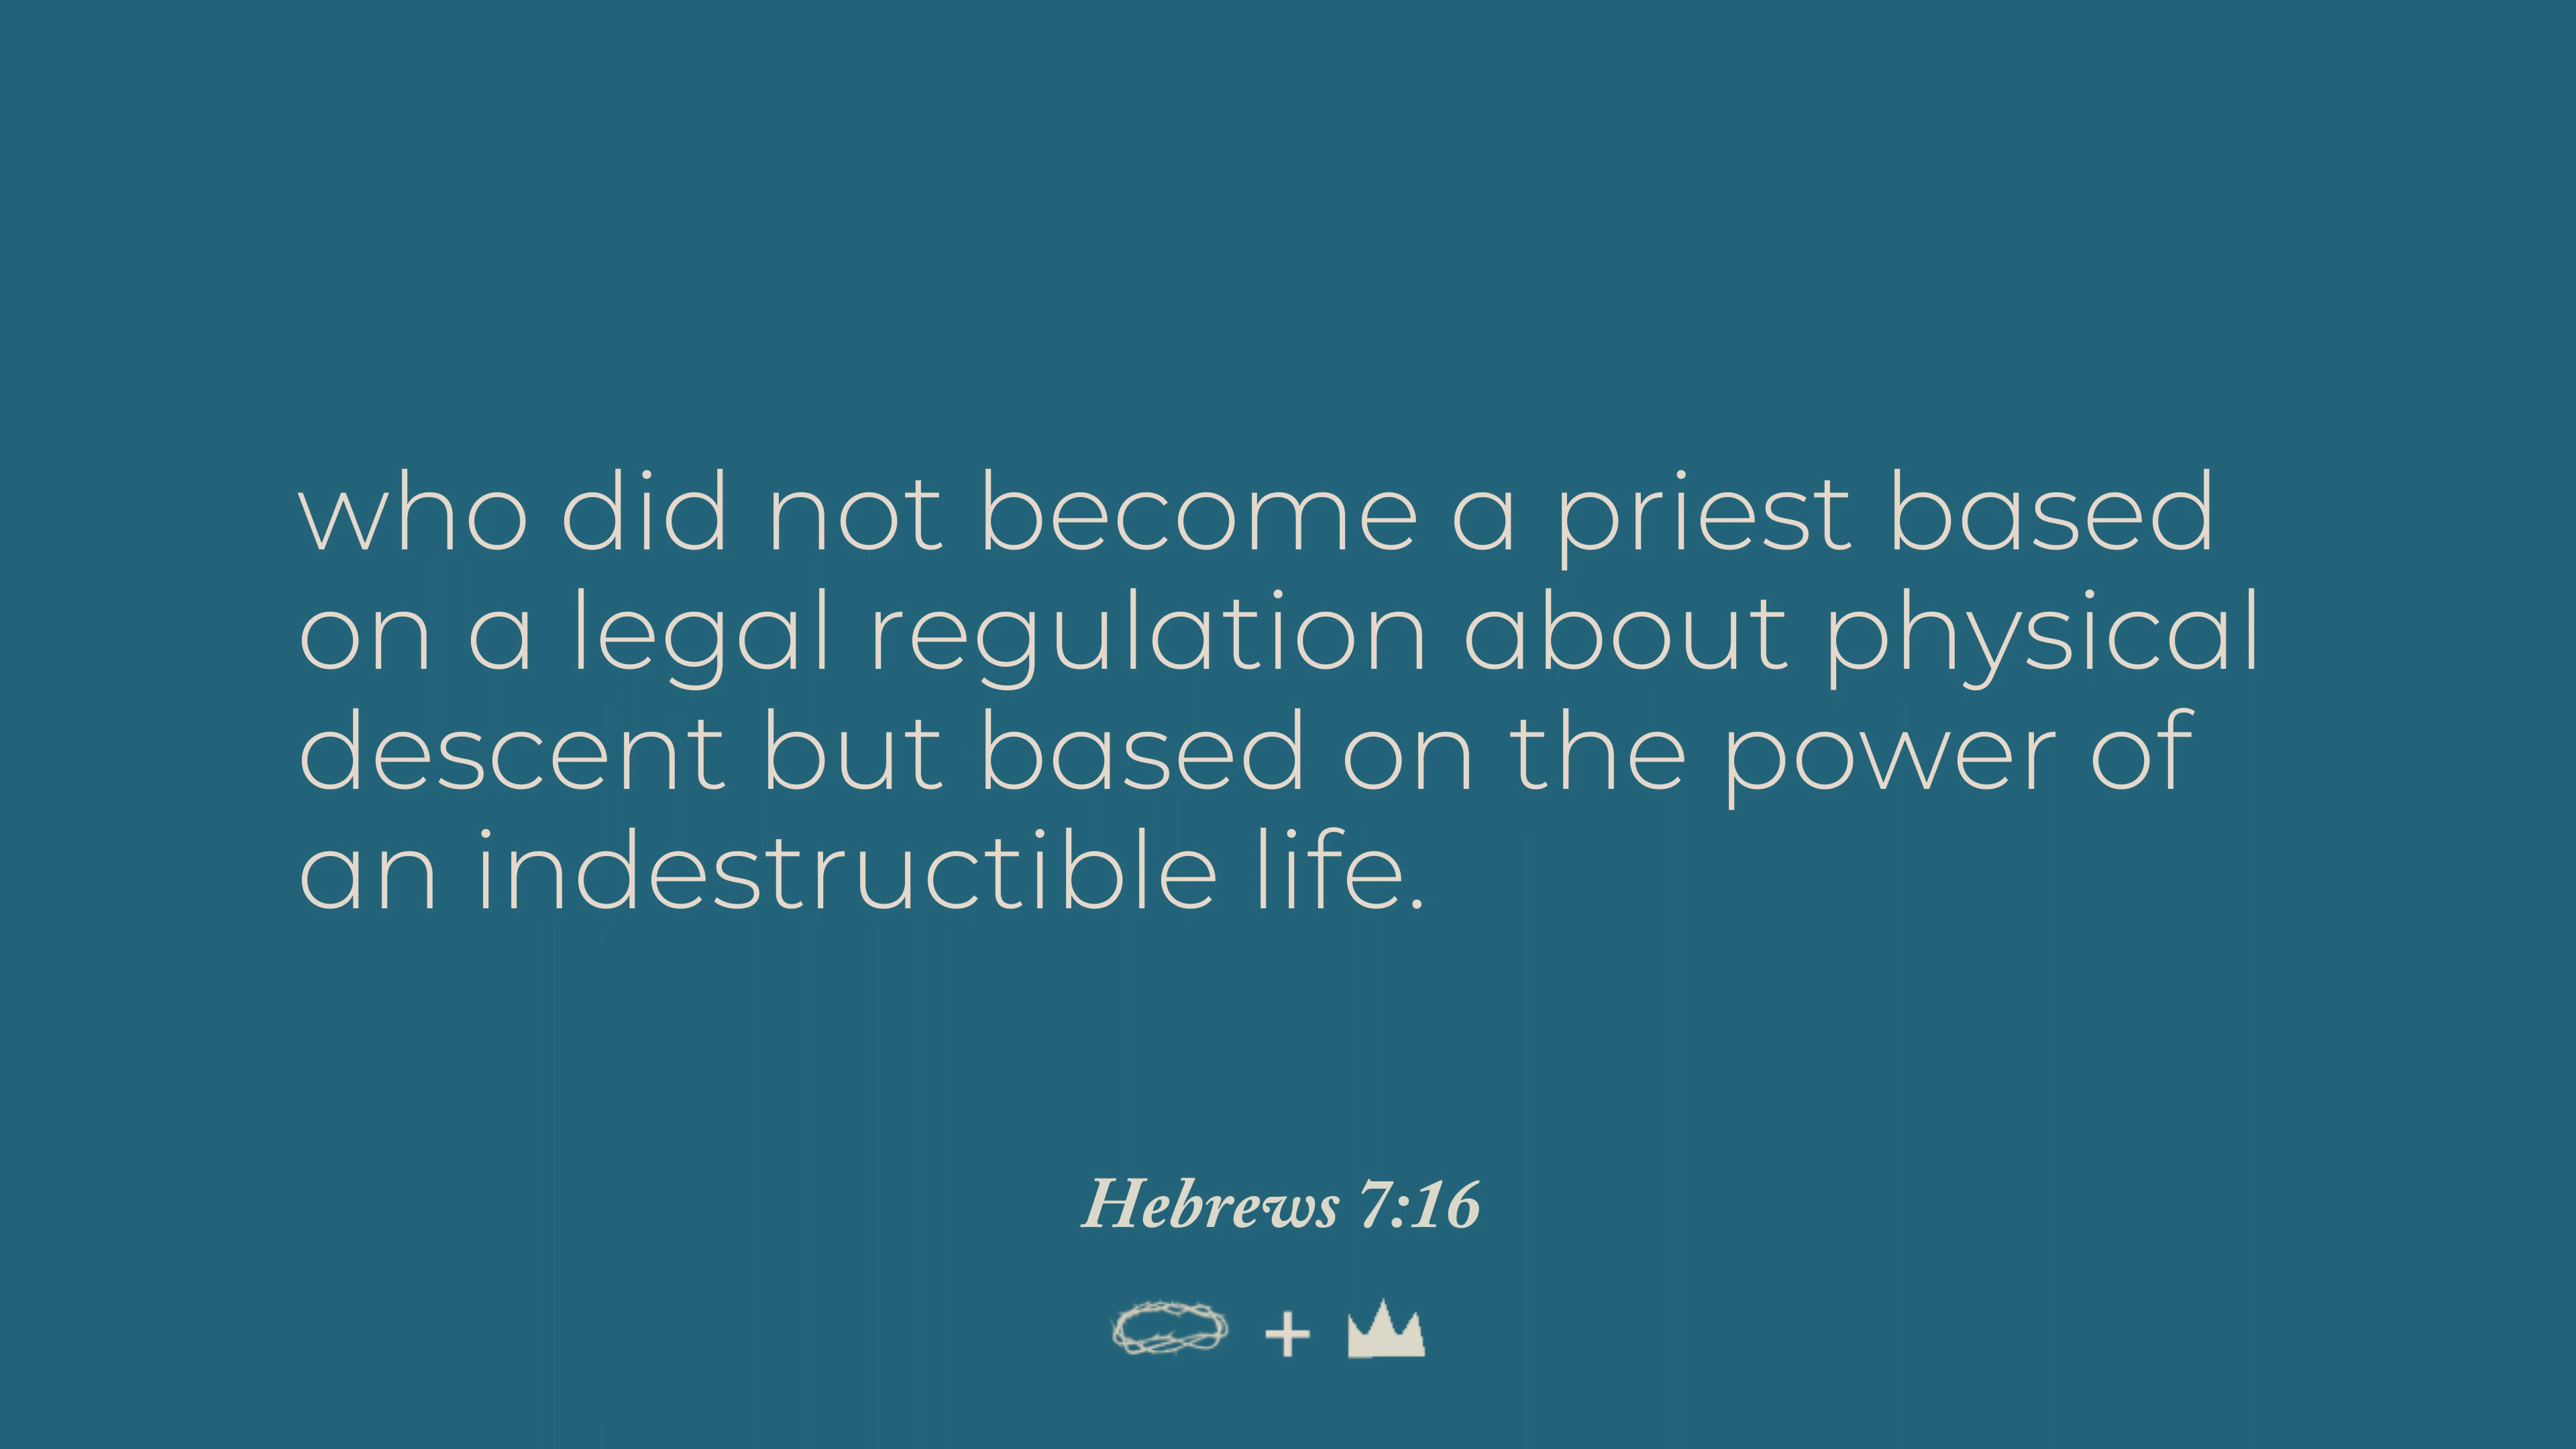 who did not become a priest based
on a legal regulation about physical
descent but based on the power of
an indestructible life.
Hebrews 7:16
+